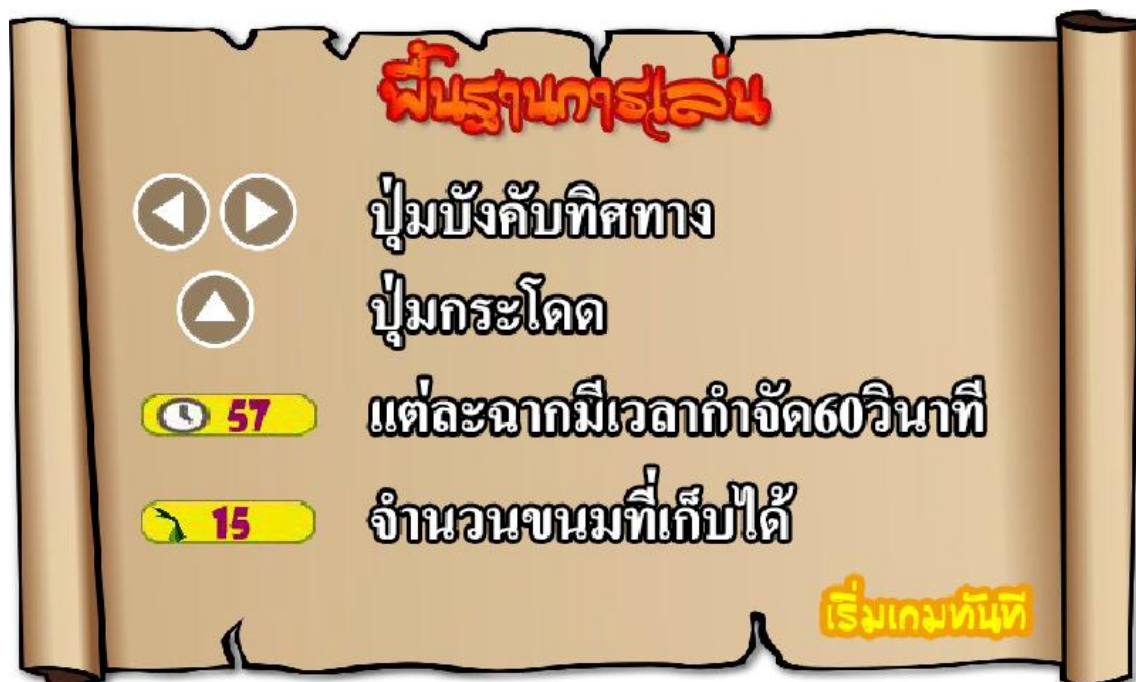 พื้นฐานการเล่น
ปุ่มบังคับทิศทาง
ปุ่มกระโดด
57 แต่ละฉากมีเวลากำจัด60วินาที
15 จำนวนขนมที่เก็บได้
เริ่มเกมทันที